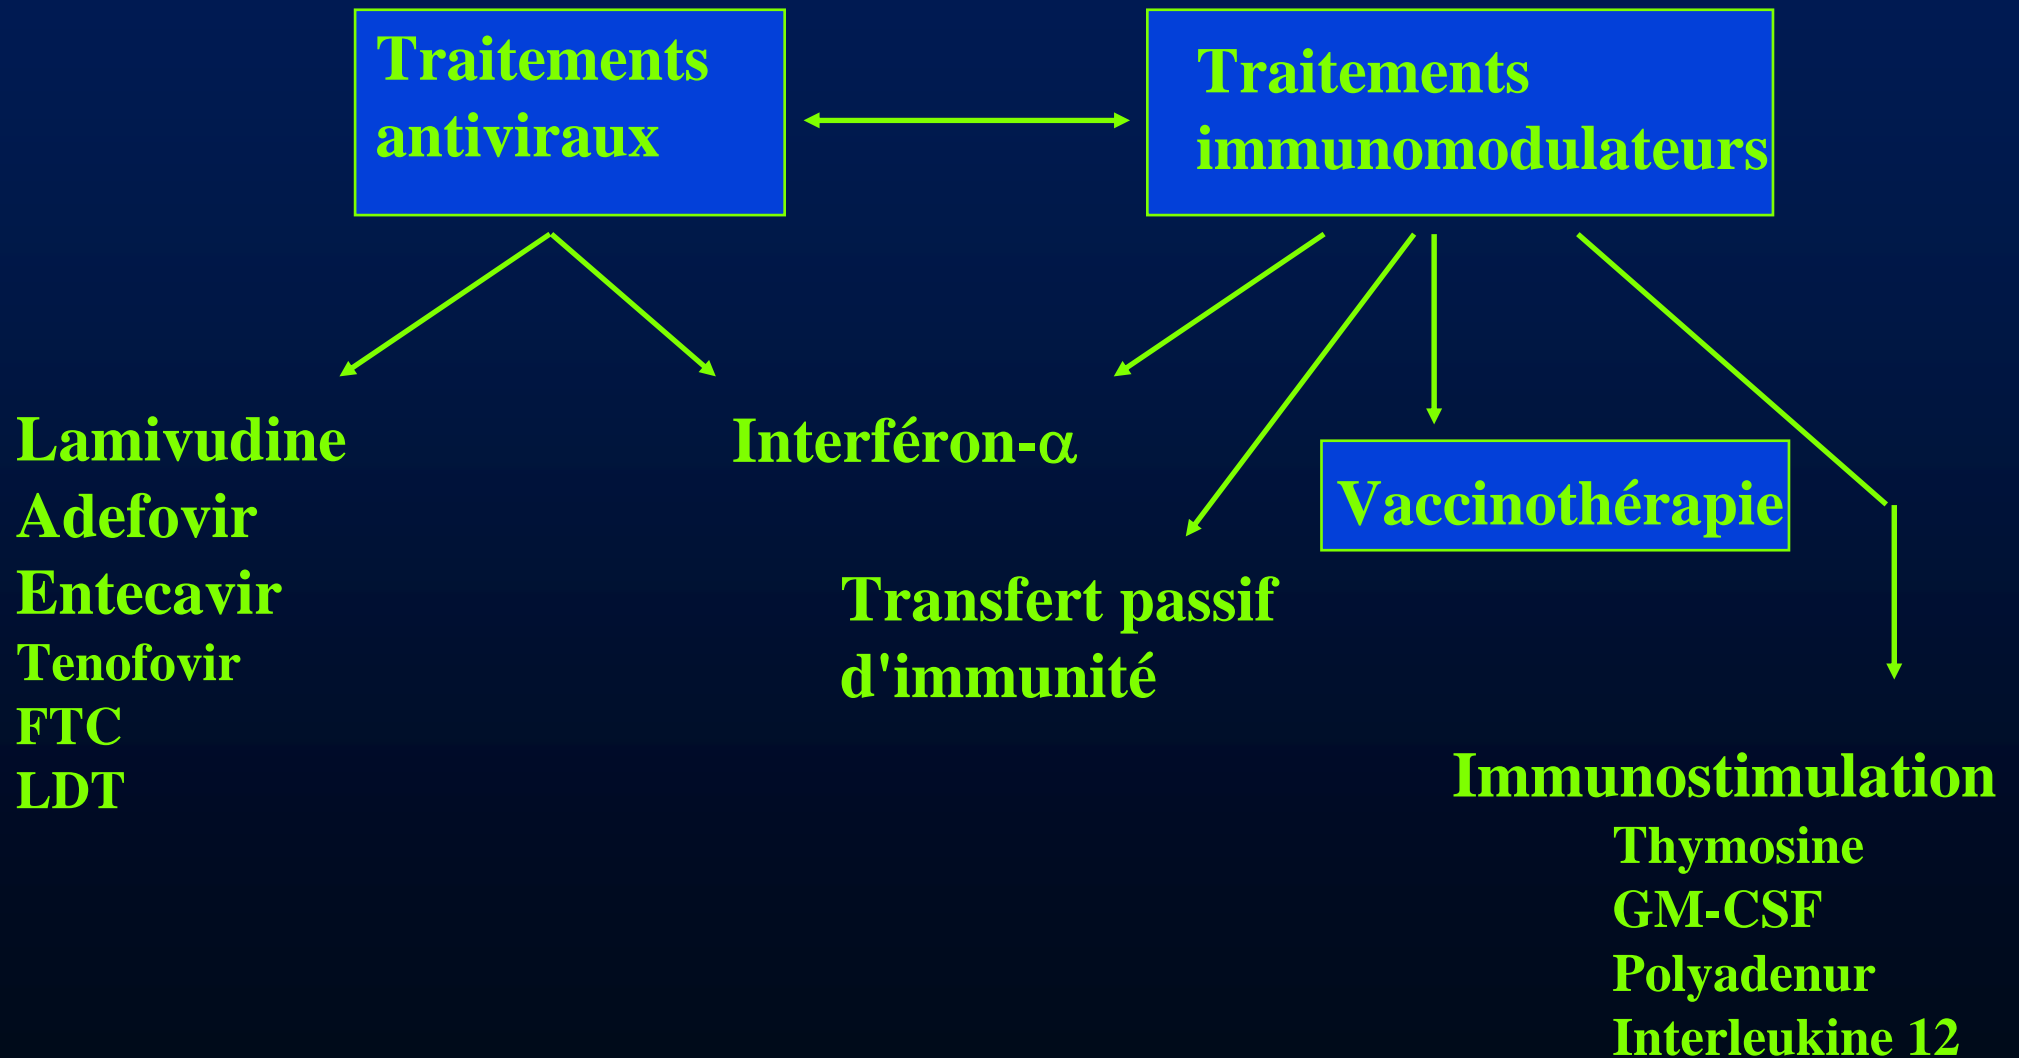 Traitements
antiviraux
Traitements
immunomodulateurs
Lamivudine
Adefovir
Entecavir
Tenofovir
FTC
LDT
Interféron-α
Transfert passif
d'immunité
Vaccinothérapie
Immunostimulation
Thymosine
GM-CSF
Polyadenur
Interleukine 12